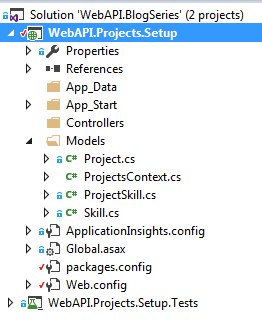 Solution 'WebAPI.BlogSeries' (2 projects)
WebAPI.Projects.Setup
Properties
References
App_Data
App_Start
Controllers
Models
C# Project.cs
C# ProjectsContext.cs
C# ProjectSkill.cs
C# Skill.cs
ApplicationInsights.config
Global.asax
packages.config
Web.config
WebAPI.Projects.Setup.Tests